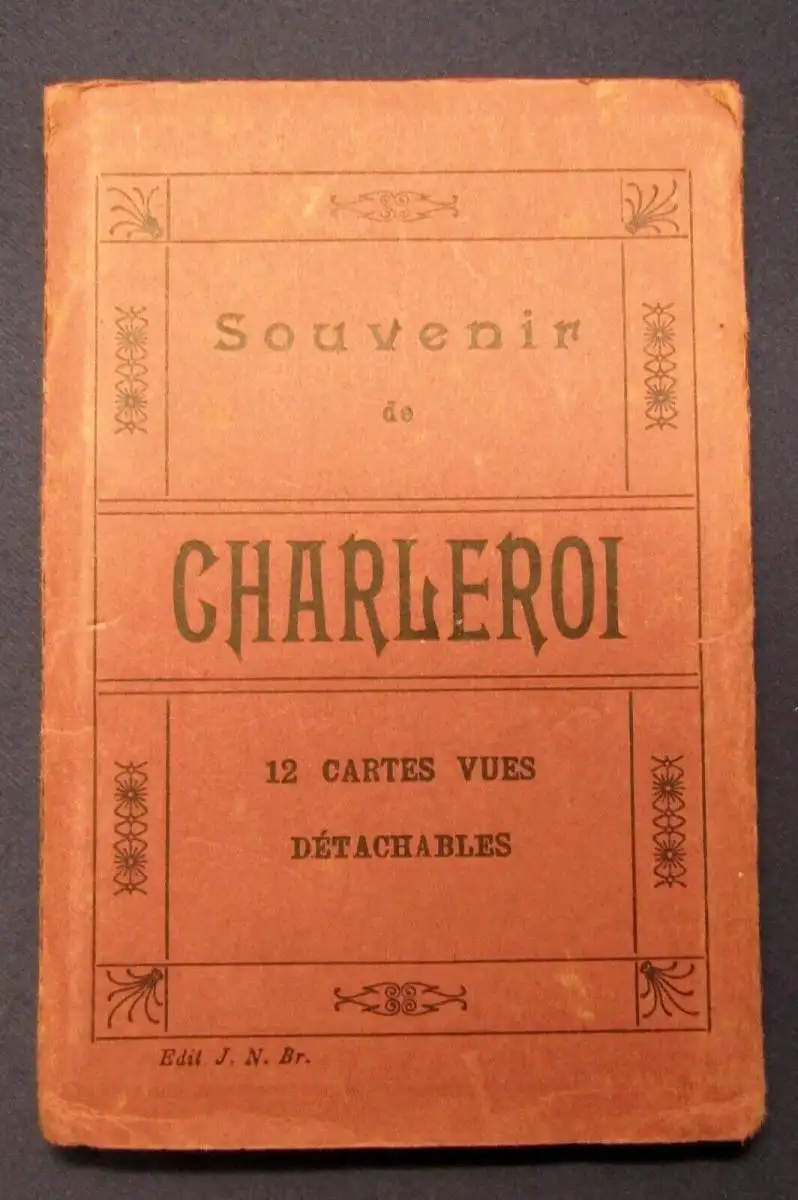 Souvenir
de
CHARLEROI
12 CARTES VUES
DÉTACHABLES
Edit J. N. Br.